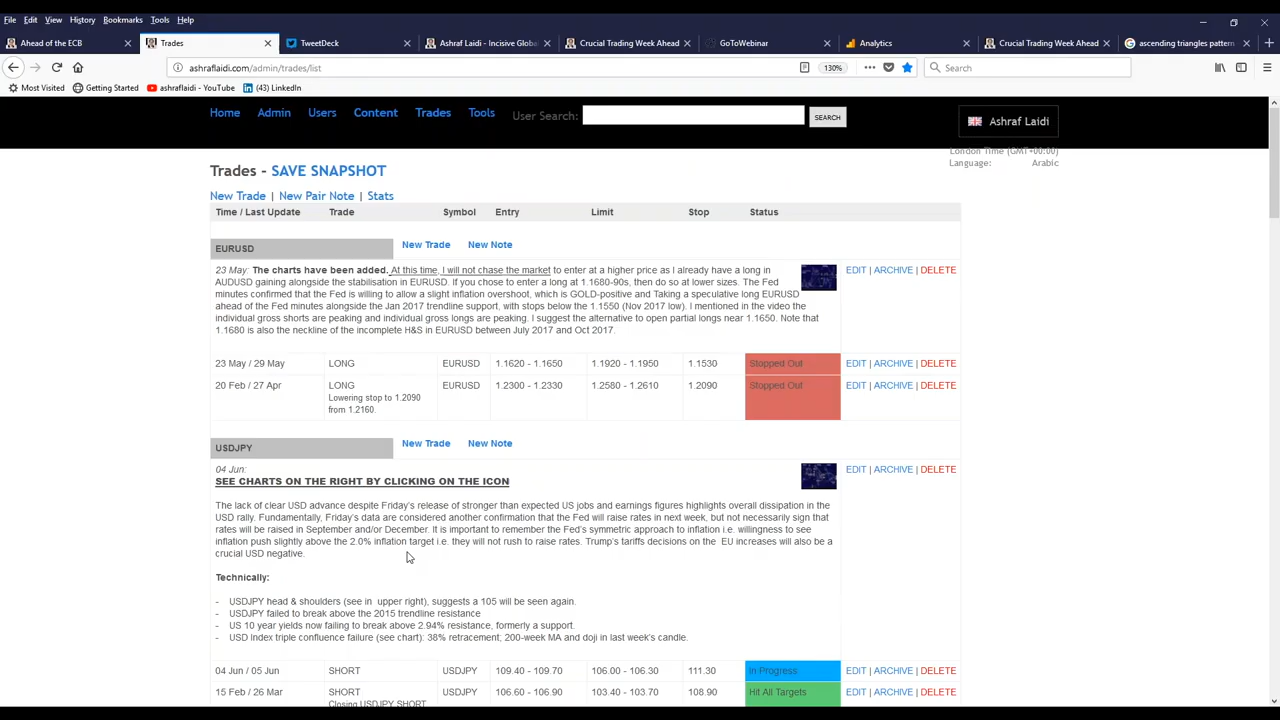 File Edit View History Bookmarks Tools Help
Ahead of the ECB
Trades
TweetDeck
Ashraf Laidi - Incisive Globa
Crucial Trading Week Ahead
GoToWebinar
Analytics
Crucial Trading Week Ahead
ascending triangles pattern
ashraflaidi.com/admin/trades/list
130%
Search
Most Visited Getting Started ashraflaidi - YouTube (43) LinkedIn
Home Admin Users Content Trades Tools User Search: SEARCH
Ashraf Laidi
London Time (GMT+00:00)
Language: Arabic
Trades - SAVE SNAPSHOT
New Trade | New Pair Note | Stats
Time / Last Update Trade Symbol Entry Limit Stop Status
EURUSD New Trade New Note
23 May: The charts have been added. At this time, I will not chase the market to enter at a higher price as I already have a long in
AUDUSD gaining alongside the stabilisation in EURUSD. If you chose to enter a long at 1.1680-90s, then do so at lower sizes. The Fed
minutes confirmed that the Fed is willing to allow a slight inflation overshoot, which is GOLD-positive and Taking a speculative long EURUSD
ahead of the Fed minutes alongside the Jan 2017 trendline support, with stops below the 1.1550 (Nov 2017 low). I mentioned in the video the
individual gross shorts are peaking and individual gross longs are peaking. I suggest the alternative to open partial longs near 1.1650. Note that
1.1680 is also the neckline of the incomplete H&S in EURUSD between July 2017 and Oct 2017.
EDIT | ARCHIVE | DELETE
23 May / 29 May LONG EURUSD 1.1620 - 1.1650 1.1920 - 1.1950 1.1530 Stopped Out EDIT | ARCHIVE | DELETE
20 Feb / 27 Apr LONG EURUSD 1.2300 - 1.2330 1.2580 - 1.2610 1.2090 Stopped Out EDIT | ARCHIVE | DELETE
Lowering stop to 1.2090
from 1.2160.
USDJPY New Trade New Note
04 Jun: EDIT | ARCHIVE | DELETE
SEE CHARTS ON THE RIGHT BY CLICKING ON THE ICON
The lack of clear USD advance despite Friday's release of stronger than expected US jobs and earnings figures highlights overall dissipation in the
USD rally. Fundamentally, Friday's data are considered another confirmation that the Fed will raise rates in next week, but not necessarily sign that
rates will be raised in September and/or December. It is important to remember the Fed's symmetric approach to inflation i.e. willingness to see
inflation push slightly above the 2.0% inflation target i.e. they will not rush to raise rates. Trump's tariffs decisions on the EU increases will also be a
crucial USD negative.
Technically:
- USDJPY head & shoulders (see in upper right), suggests a 105 will be seen again.
- USDJPY failed to break above the 2015 trendline resistance
- US 10 year yields now failing to break above 2.94% resistance, formerly a support.
- USD Index triple confluence failure (see chart): 38% retracement; 200-week MA and doji in last week's candle.
04 Jun / 05 Jun SHORT USDJPY 109.40 - 109.70 106.00 - 106.30 111.30 In Progress EDIT | ARCHIVE | DELETE
15 Feb / 26 Mar SHORT USDJPY 106.60 - 106.90 103.40 - 103.70 108.90 Hit All Targets EDIT | ARCHIVE | DELETE
Closing USDJPY SHORT